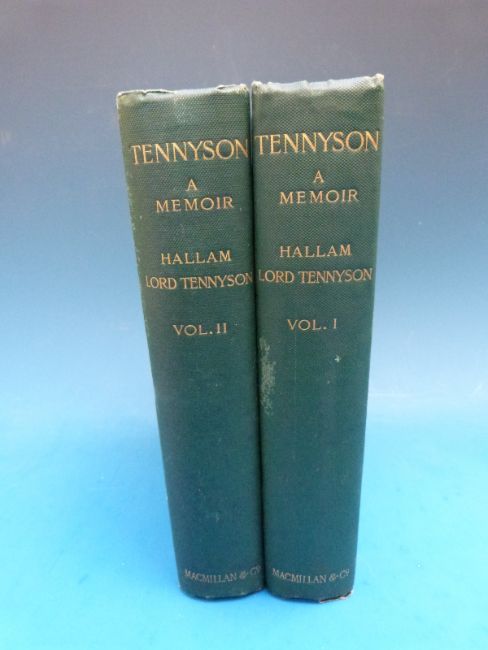 TENNYSON
A
MEMOIR
HALLAM
LORD TENNYSON
VOL. II
MACMILLAN & Co
TENNYSON
A
MEMOIR
HALLAM
LORD TENNYSON
VOL. I
MACMILLAN & Co